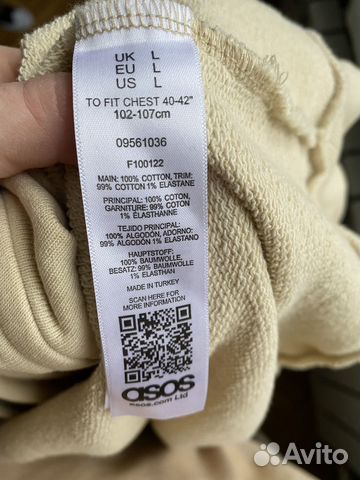 UK L
EU L
US L
TO FIT CHEST 40-42"
102-107cm
09561036
F100122
MAIN: 100% COTTON, TRIM:
99% COTTON 1% ELASTANE
PRINCIPAL: 100% COTON,
GARNITURE: 99% COTON
1% ÉLASTHANNE
TEJIDO PRINCIPAL:
100% ALGODÓN, ADORNO:
99% ALGODÓN 1% ELASTANO
HAUPTSTOFF:
100% BAUMWOLLE,
BESATZ: 99% BAUMWOLLE
1% ELASTHAN
MADE IN TURKEY
SCAN HERE FOR
MORE INFORMATION
asos
asos.com Ltd
Avito